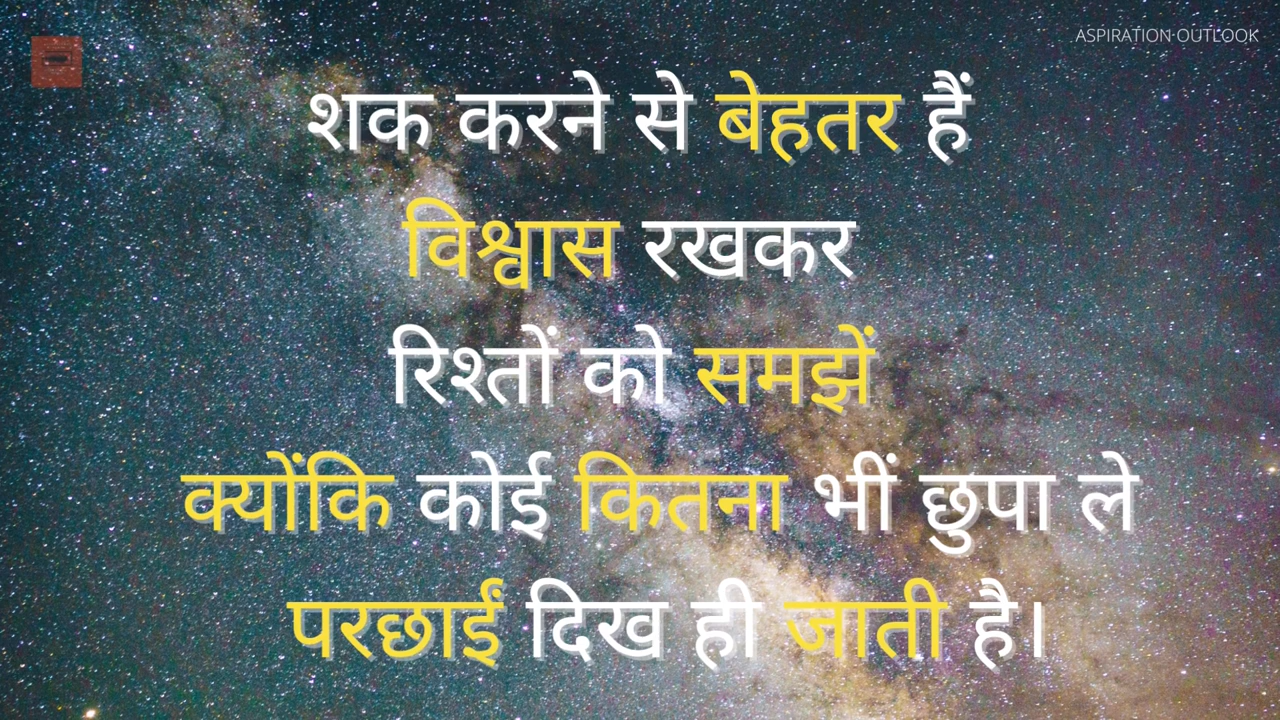 ASPIRATION OUTLOOK
शक करने से बेहतर हैं
विश्वास रखकर
रिश्तों को समझें
क्योंकि कोई कितना भीं छुपा ले
परछाईं दिख ही जाती है।